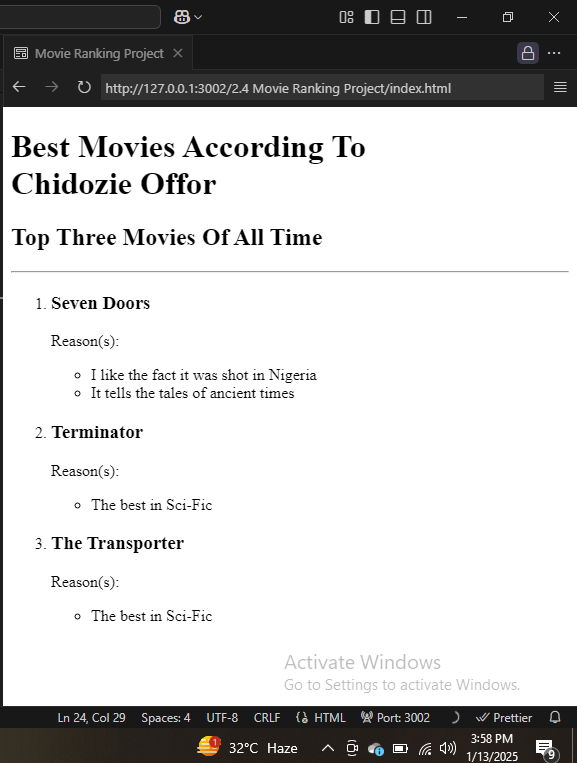 Movie Ranking Project
http://127.0.0.1:3002/2.4 Movie Ranking Project/index.html
Best Movies According To
Chidozie Offor
Top Three Movies Of All Time
1. Seven Doors
Reason(s):
I like the fact it was shot in Nigeria
It tells the tales of ancient times
2. Terminator
Reason(s):
The best in Sci-Fic
3. The Transporter
Reason(s):
The best in Sci-Fic
Activate Windows
Go to Settings to activate Windows.
Ln 24, Col 29 Spaces: 4 UTF-8 CRLF HTML Port: 3002 Prettier
1 32°C Haze 3:58 PM
1/13/2025 9